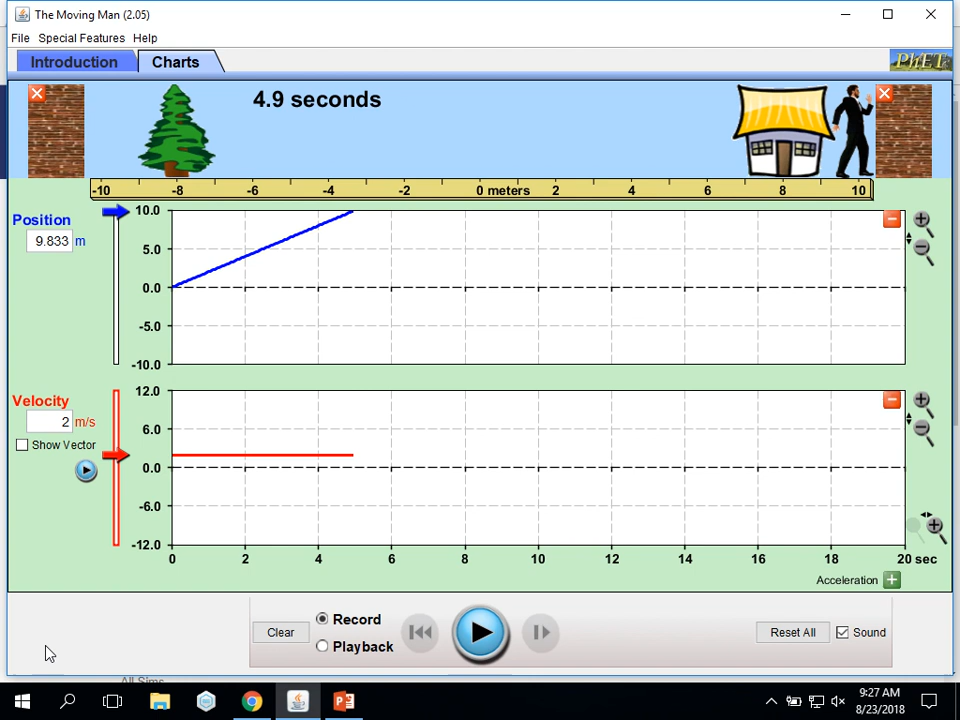 The Moving Man (2.05)
File Special Features Help
Introduction Charts
PhET
4.9 seconds
-10 -8 -6 -4 -2 0 meters 2 4 6 8 10
Position
9.833 m
10.0
5.0
0.0
-5.0
-10.0
Velocity
2 m/s
Show Vector
12.0
6.0
0.0
-6.0
-12.0
0 2 4 6 8 10 12 14 16 18 20 sec
Acceleration
Clear
Record
Playback
Reset All
Sound
All Sims
9:27 AM
8/23/2018